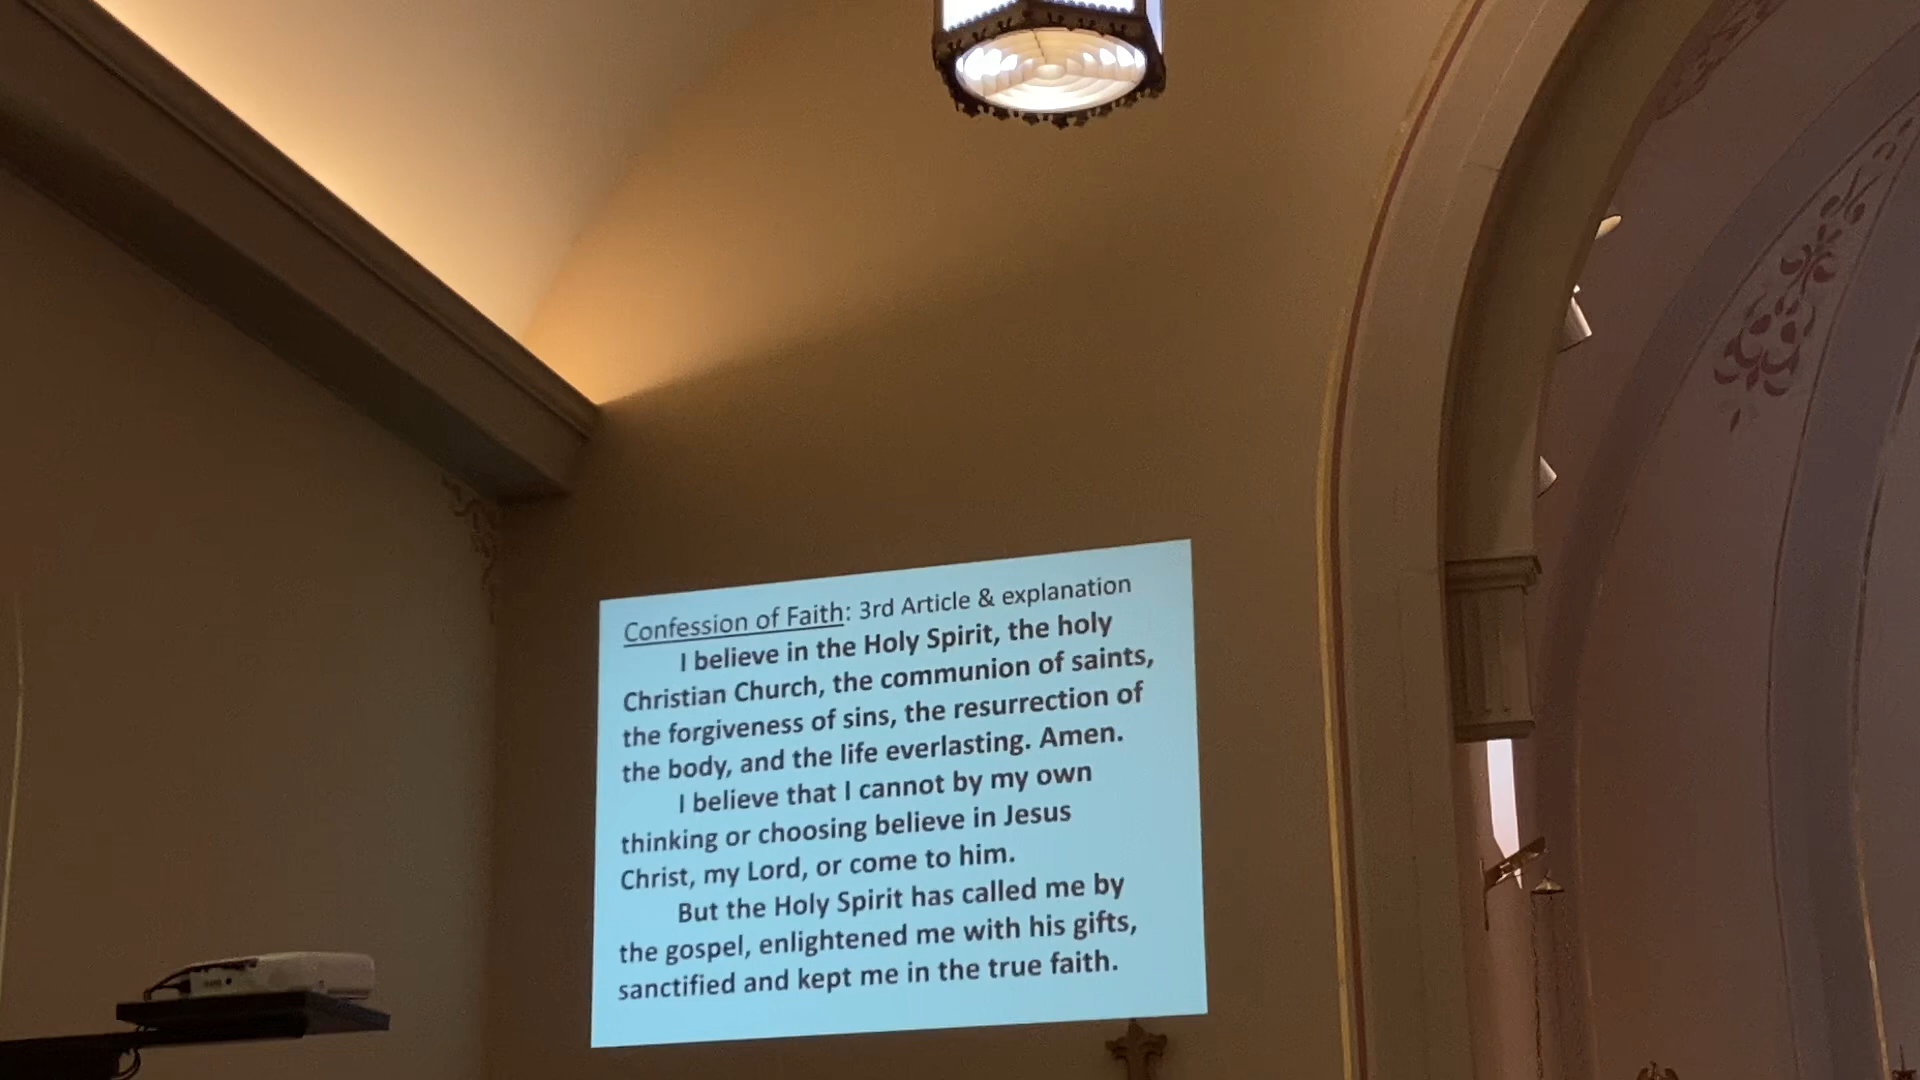 Confession of Faith: 3rd Article & explanation
I believe in the Holy Spirit, the holy
Christian Church, the communion of saints,
the forgiveness of sins, the resurrection of
the body, and the life everlasting. Amen.
I believe that I cannot by my own
thinking or choosing believe in Jesus
Christ, my Lord, or come to him.
But the Holy Spirit has called me by
the gospel, enlightened me with his gifts,
sanctified and kept me in the true faith.